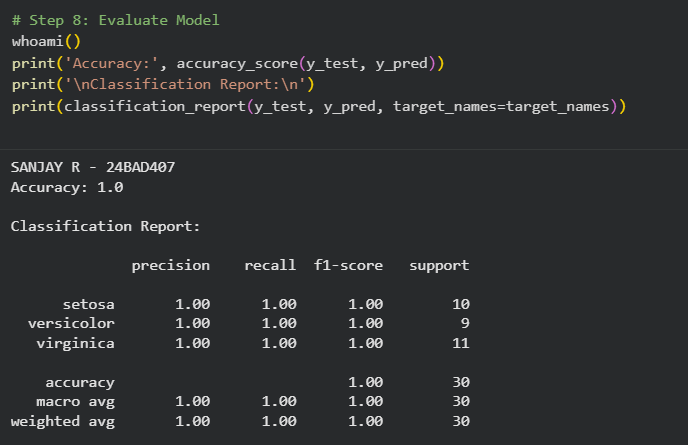 # Step 8: Evaluate Model
whoami()
print('Accuracy:', accuracy_score(y_test, y_pred))
print('\nClassification Report:\n')
print(classification_report(y_test, y_pred, target_names=target_names))
SANJAY R - 24BAD407
Accuracy: 1.0
Classification Report:
precision recall f1-score support
setosa 1.00 1.00 1.00 10
versicolor 1.00 1.00 1.00 9
virginica 1.00 1.00 1.00 11
accuracy 1.00 30
macro avg 1.00 1.00 1.00 30
weighted avg 1.00 1.00 1.00 30